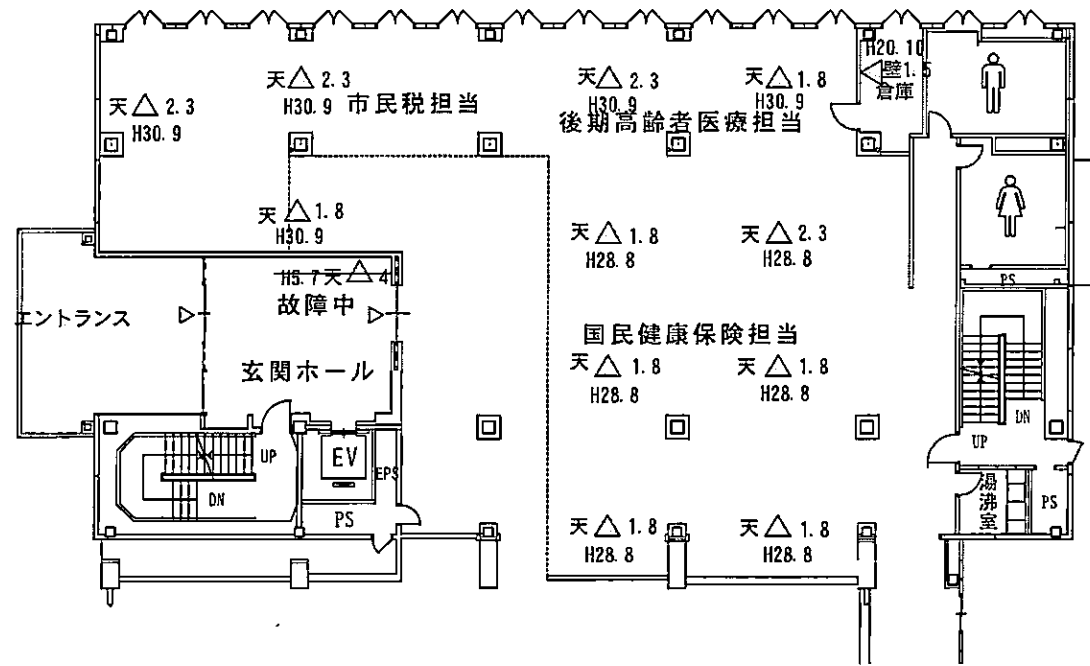 H20.10
壁1.5
倉庫
天 2.3
H30.9
市民税担当
天 2.3
H30.9
天 2.3
H30.9
天 1.8
H30.9
後期高齢者医療担当
天 1.8
H30.9
天 1.8
H28.8
天 2.3
H28.8
H5.7天 4
故障中
エントランス
玄関ホール
国民健康保険担当
天 1.8
H28.8
天 1.8
H28.8
PS
DN
UP
UP
DN
EV
EPS
PS
湯沸室
PS
天 1.8
H28.8
天 1.8
H28.8